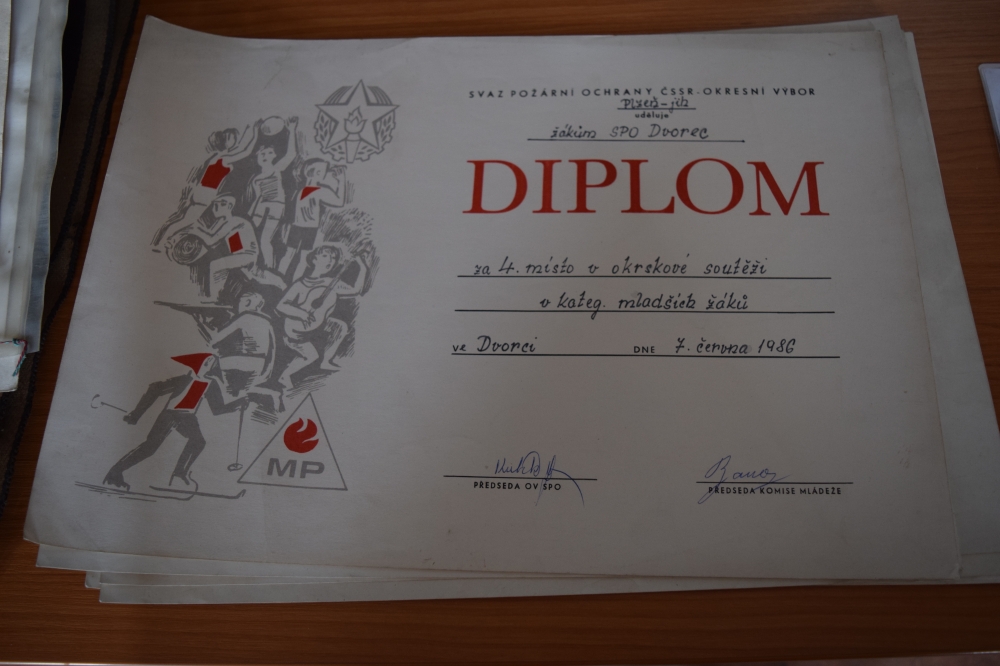 SVAZ POŽÁRNÍ OCHRANY ČSSR - OKRESNÍ VÝBOR
Plzeň-jih
uděluje
žákům SPO Dvorec
DIPLOM
za 4. místo v okrskové soutěži
v kateg. mladších žáků
ve Dvorci DNE 7. června 1986
PŘEDSEDA OV SPO
PŘEDSEDA KOMISE MLÁDEŽE
MP